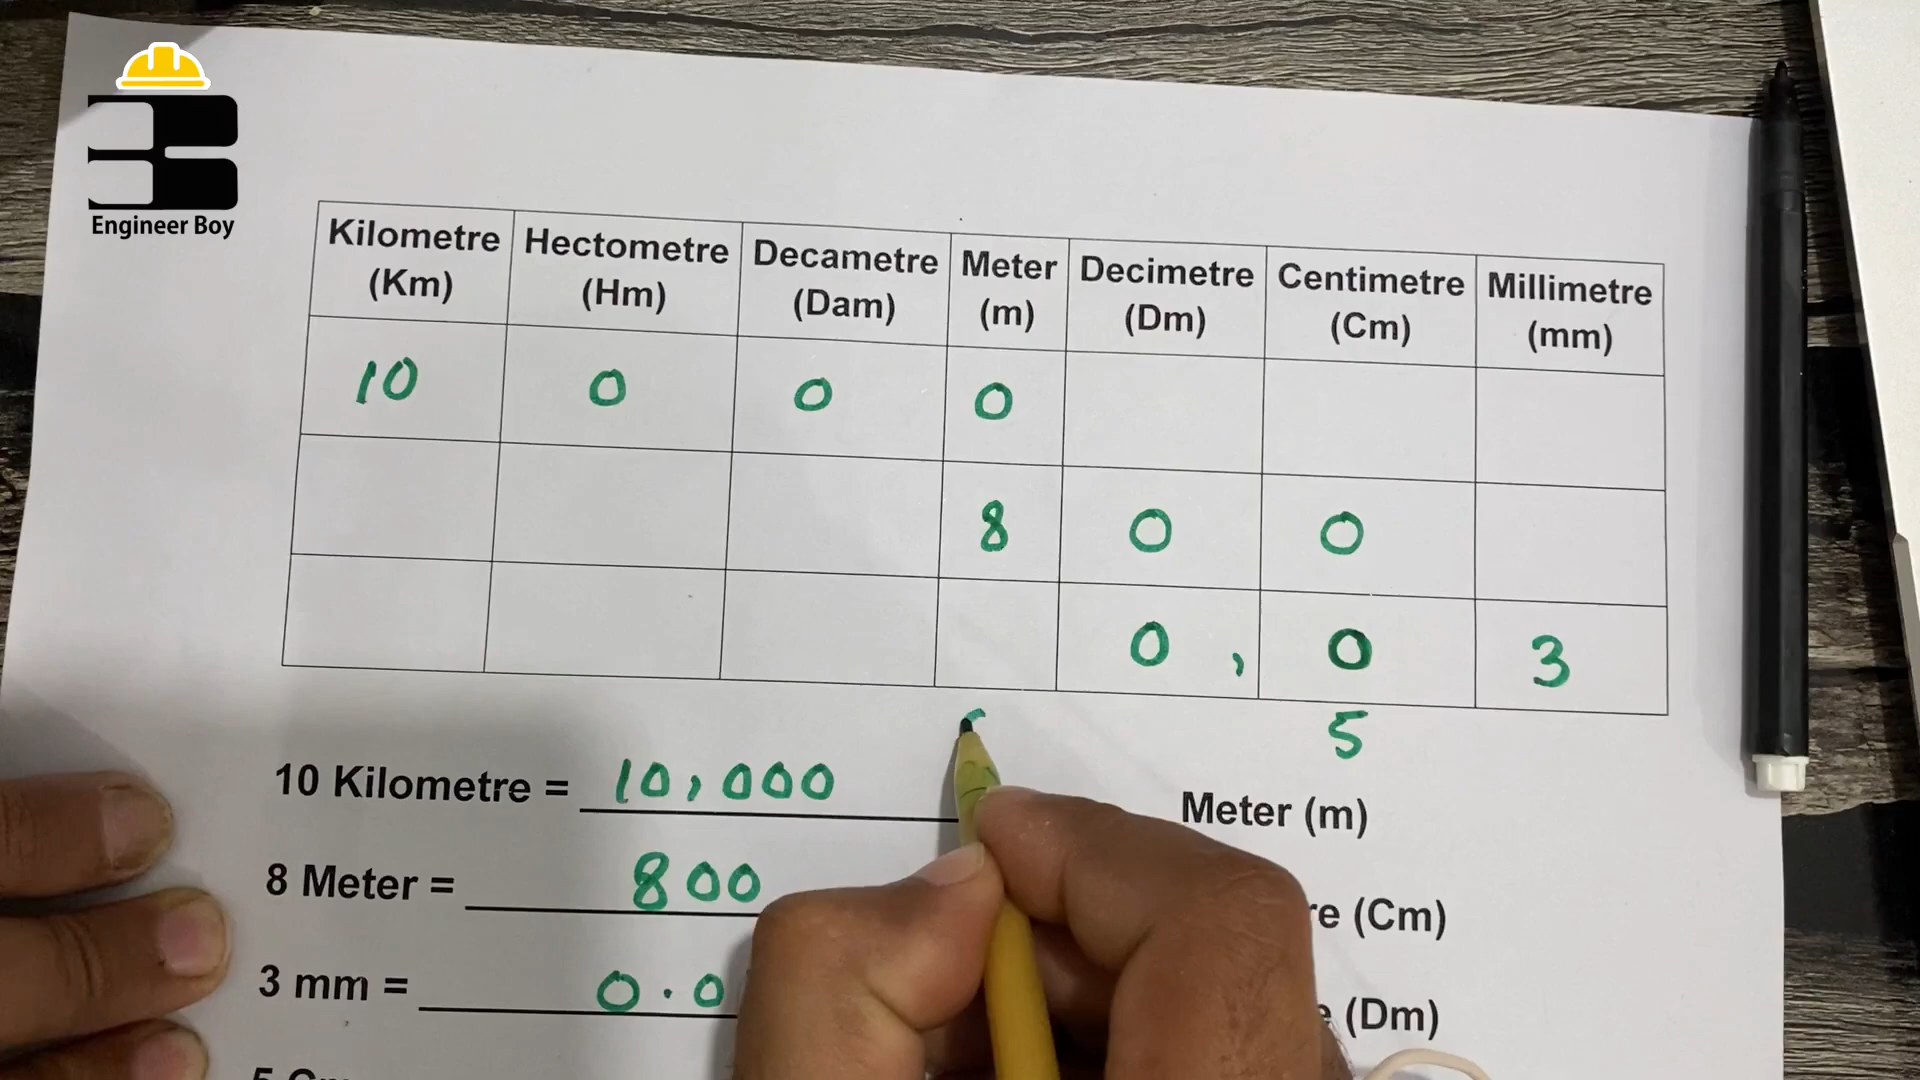 Engineer Boy
Kilometre (Km) Hectometre (Hm) Decametre (Dam) Meter (m) Decimetre (Dm) Centimetre (Cm) Millimetre (mm)
10 0 0 0
8 0 0
0 , 0 3
5
10 Kilometre = 10,000 Meter (m)
8 Meter = 800 (Cm)
3 mm = 0.0 (Dm)
5